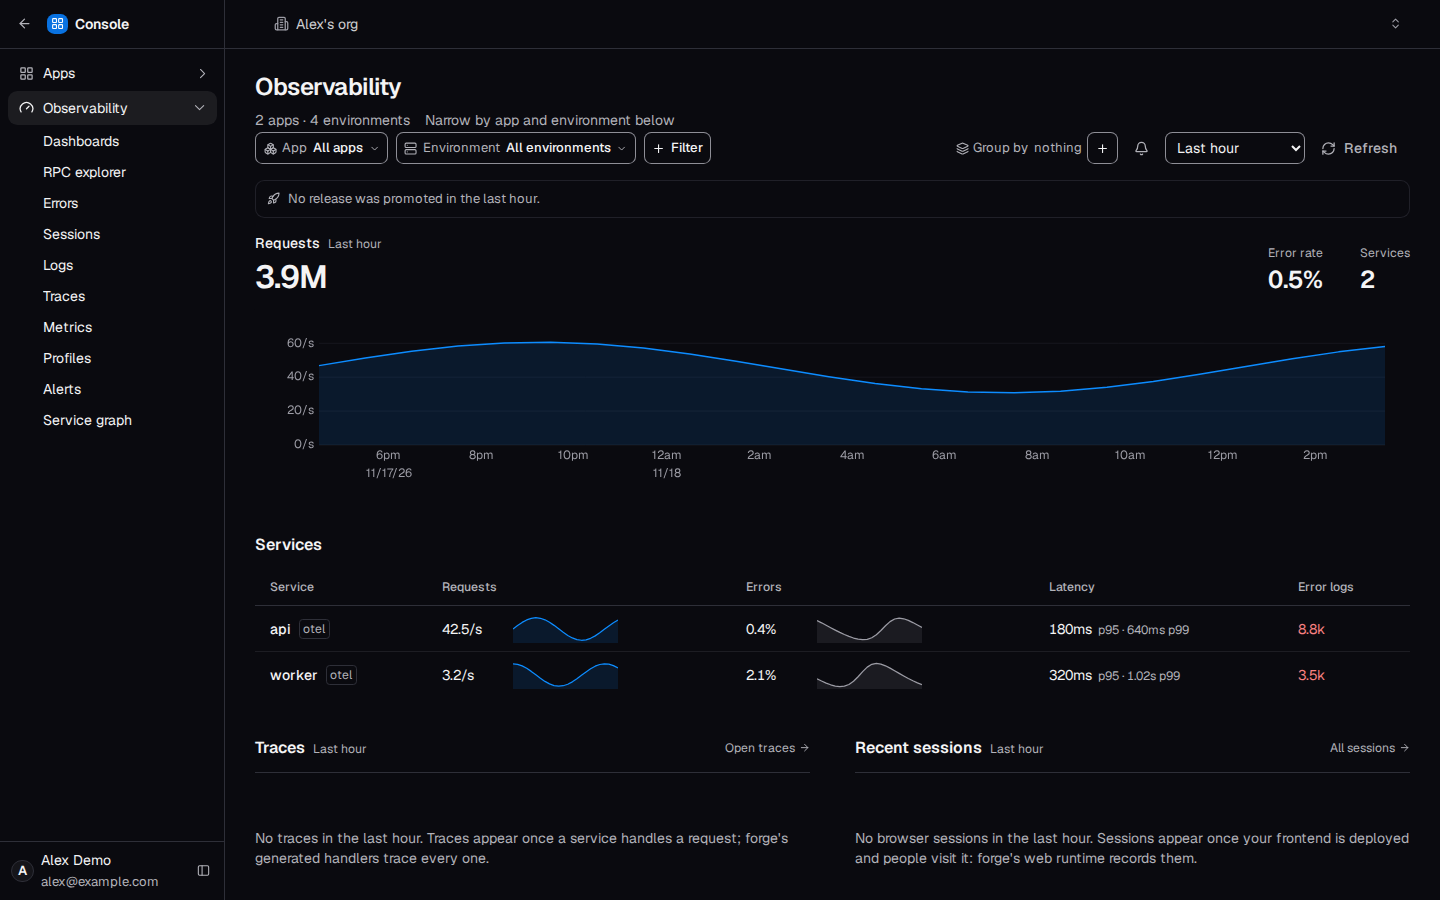 Console
Alex's org
Apps
Observability
Dashboards
RPC explorer
Errors
Sessions
Logs
Traces
Metrics
Profiles
Alerts
Service graph
A
Alex Demo
alex@example.com
Observability
2 apps · 4 environments Narrow by app and environment below
App All apps Environment All environments + Filter
Group by nothing + Last hour Refresh
No release was promoted in the last hour.
Requests Last hour
3.9M
Error rate
0.5%
Services
2
60/s
40/s
20/s
0/s
6pm 8pm 10pm 12am 2am 4am 6am 8am 10am 12pm 2pm
11/17/26 11/18
Services
Service Requests Errors Latency Error logs
api otel 42.5/s 0.4% 180ms p95 · 640ms p99 8.8k
worker otel 3.2/s 2.1% 320ms p95 · 1.02s p99 3.5k
Traces Last hour Open traces →
No traces in the last hour. Traces appear once a service handles a request; forge's
generated handlers trace every one.
Recent sessions Last hour All sessions →
No browser sessions in the last hour. Sessions appear once your frontend is deployed
and people visit it: forge's web runtime records them.